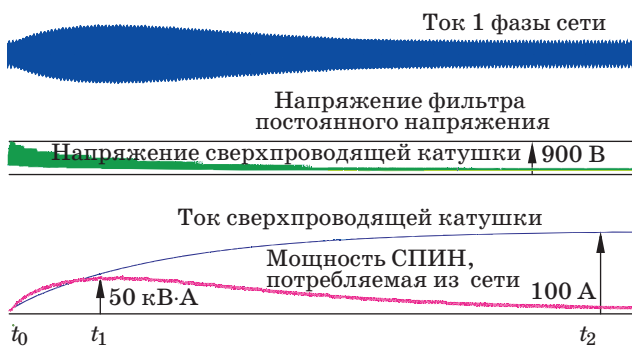 Ток 1 фазы сети
Напряжение фильтра
постоянного напряжения
Напряжение сверхпроводящей катушки
900 В
Ток сверхпроводящей катушки
Мощность СПИН,
потребляемая из сети
50 кВ·А
100 А
t0 t1 t2